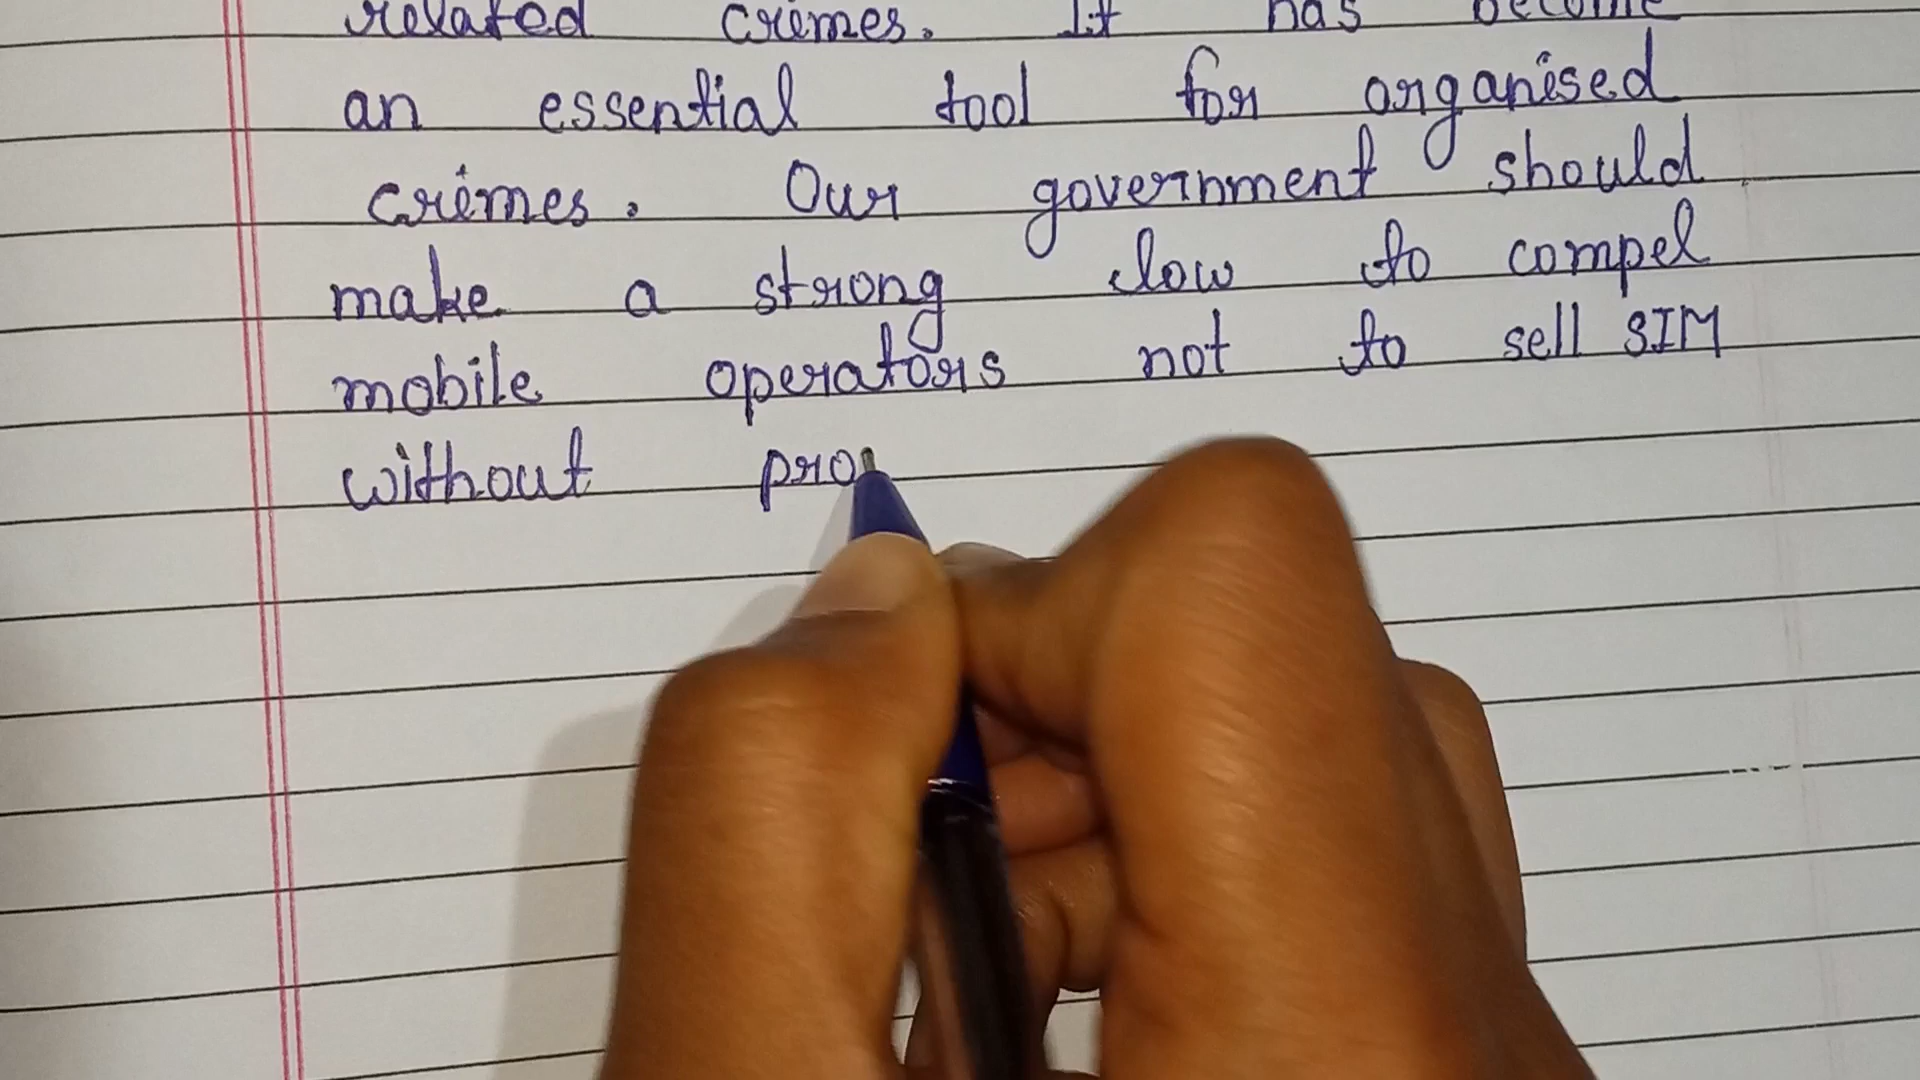 related crimes. It has become
an essential tool for organised
crimes. Our government should
make a strong low to compel
mobile operators not to sell SIM
without pro